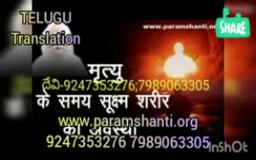 TELUGU
Translation
www.paramshanti.org
SHARE
मृत्यु
దేవి-9247353276;7989063305
के समय सूक्ष्म शरीर
www.paramshanti.org
की अवस्था
9247353276 7989063305
InShot